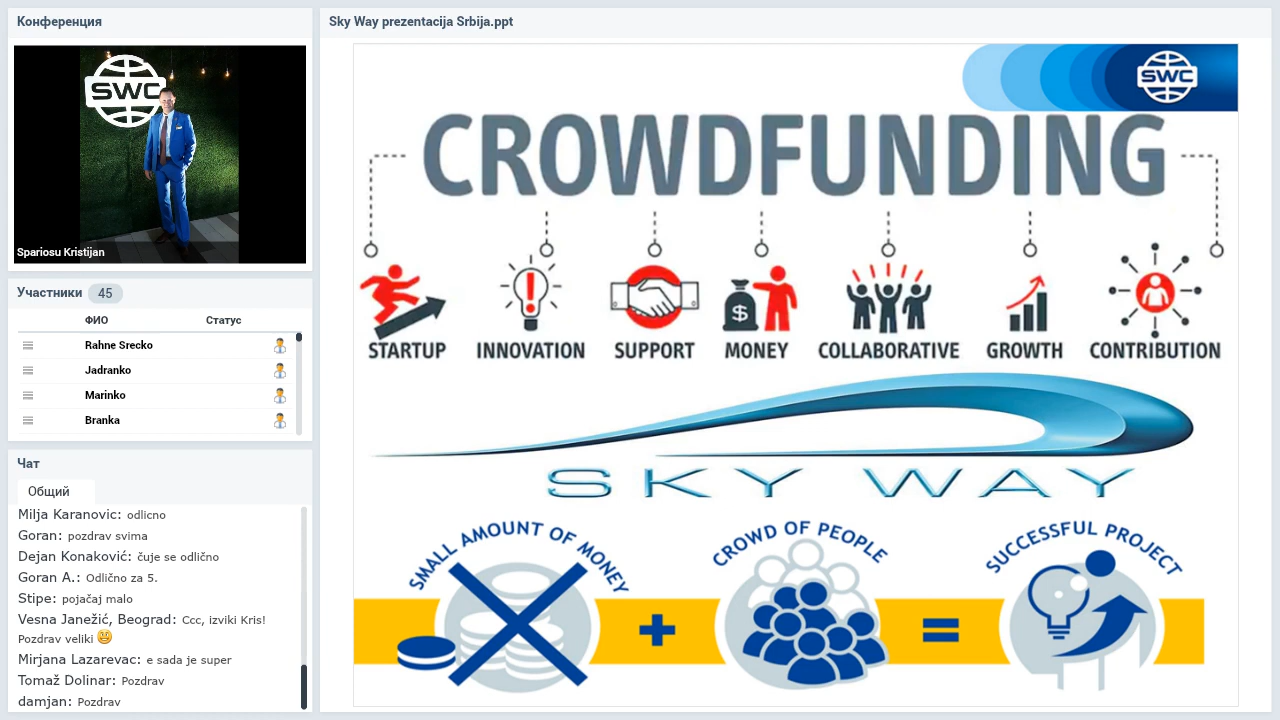 Конференция
SWC
Spariosu Kristijan
Участники 45
ФИО Статус
Rahne Srecko
Jadranko
Marinko
Branka
Чат
Общий
Milja Karanovic: odlicno
Goran: pozdrav svima
Dejan Konaković: čuje se odlično
Goran A.: Odlično za 5.
Stipe: pojačaj malo
Vesna Janežić, Beograd: Ccc, izviki Kris!
Pozdrav veliki
Mirjana Lazarevac: e sada je super
Tomaž Dolinar: Pozdrav
damjan: Pozdrav
Sky Way prezentacija Srbija.ppt
SWC
CROWDFUNDING
STARTUP INNOVATION SUPPORT MONEY COLLABORATIVE GROWTH CONTRIBUTION
SKY WAY
SMALL AMOUNT OF MONEY CROWD OF PEOPLE SUCCESSFUL PROJECT
+ =